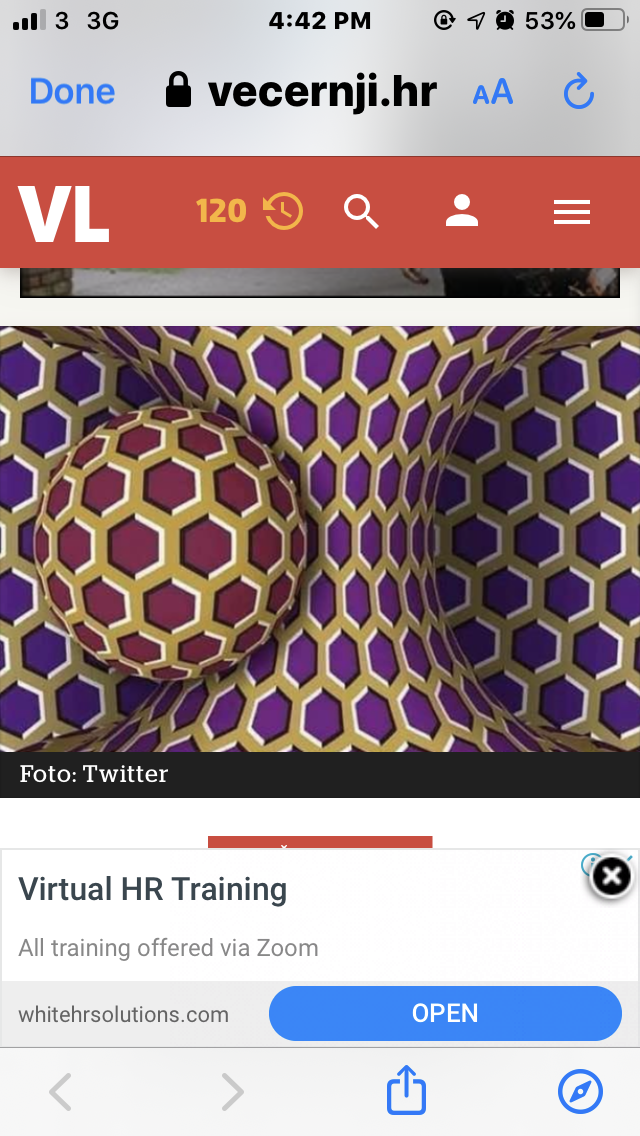 3 3G 4:42 PM 53%
Done vecernji.hr AA
VL 120
Foto: Twitter
Virtual HR Training
All training offered via Zoom
whitehrsolutions.com OPEN